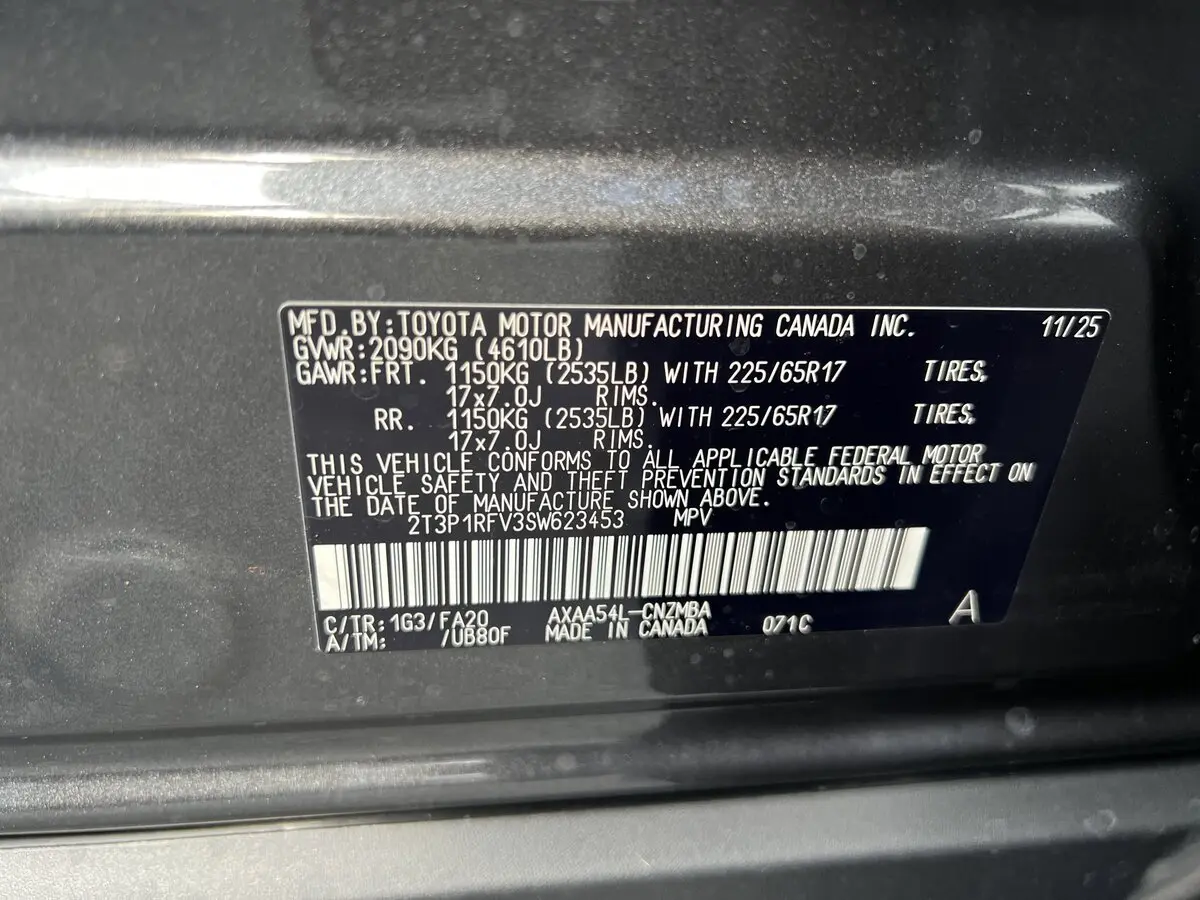 MFD.BY:TOYOTA MOTOR MANUFACTURING CANADA INC. 11/25
GVWR:2090KG (4610LB)
GAWR:FRT. 1150KG (2535LB) WITH 225/65R17 TIRES,
17x7.0J RIMS.
RR. 1150KG (2535LB) WITH 225/65R17 TIRES,
17x7.0J RIMS.
THIS VEHICLE CONFORMS TO ALL APPLICABLE FEDERAL MOTOR
VEHICLE SAFETY AND THEFT PREVENTION STANDARDS IN EFFECT ON
THE DATE OF MANUFACTURE SHOWN ABOVE.
2T3P1RFV3SW623453 MPV
C/TR:1G3/FA20 AXAA54L-CNZMBA
A/TM: /UB80F MADE IN CANADA 071C A